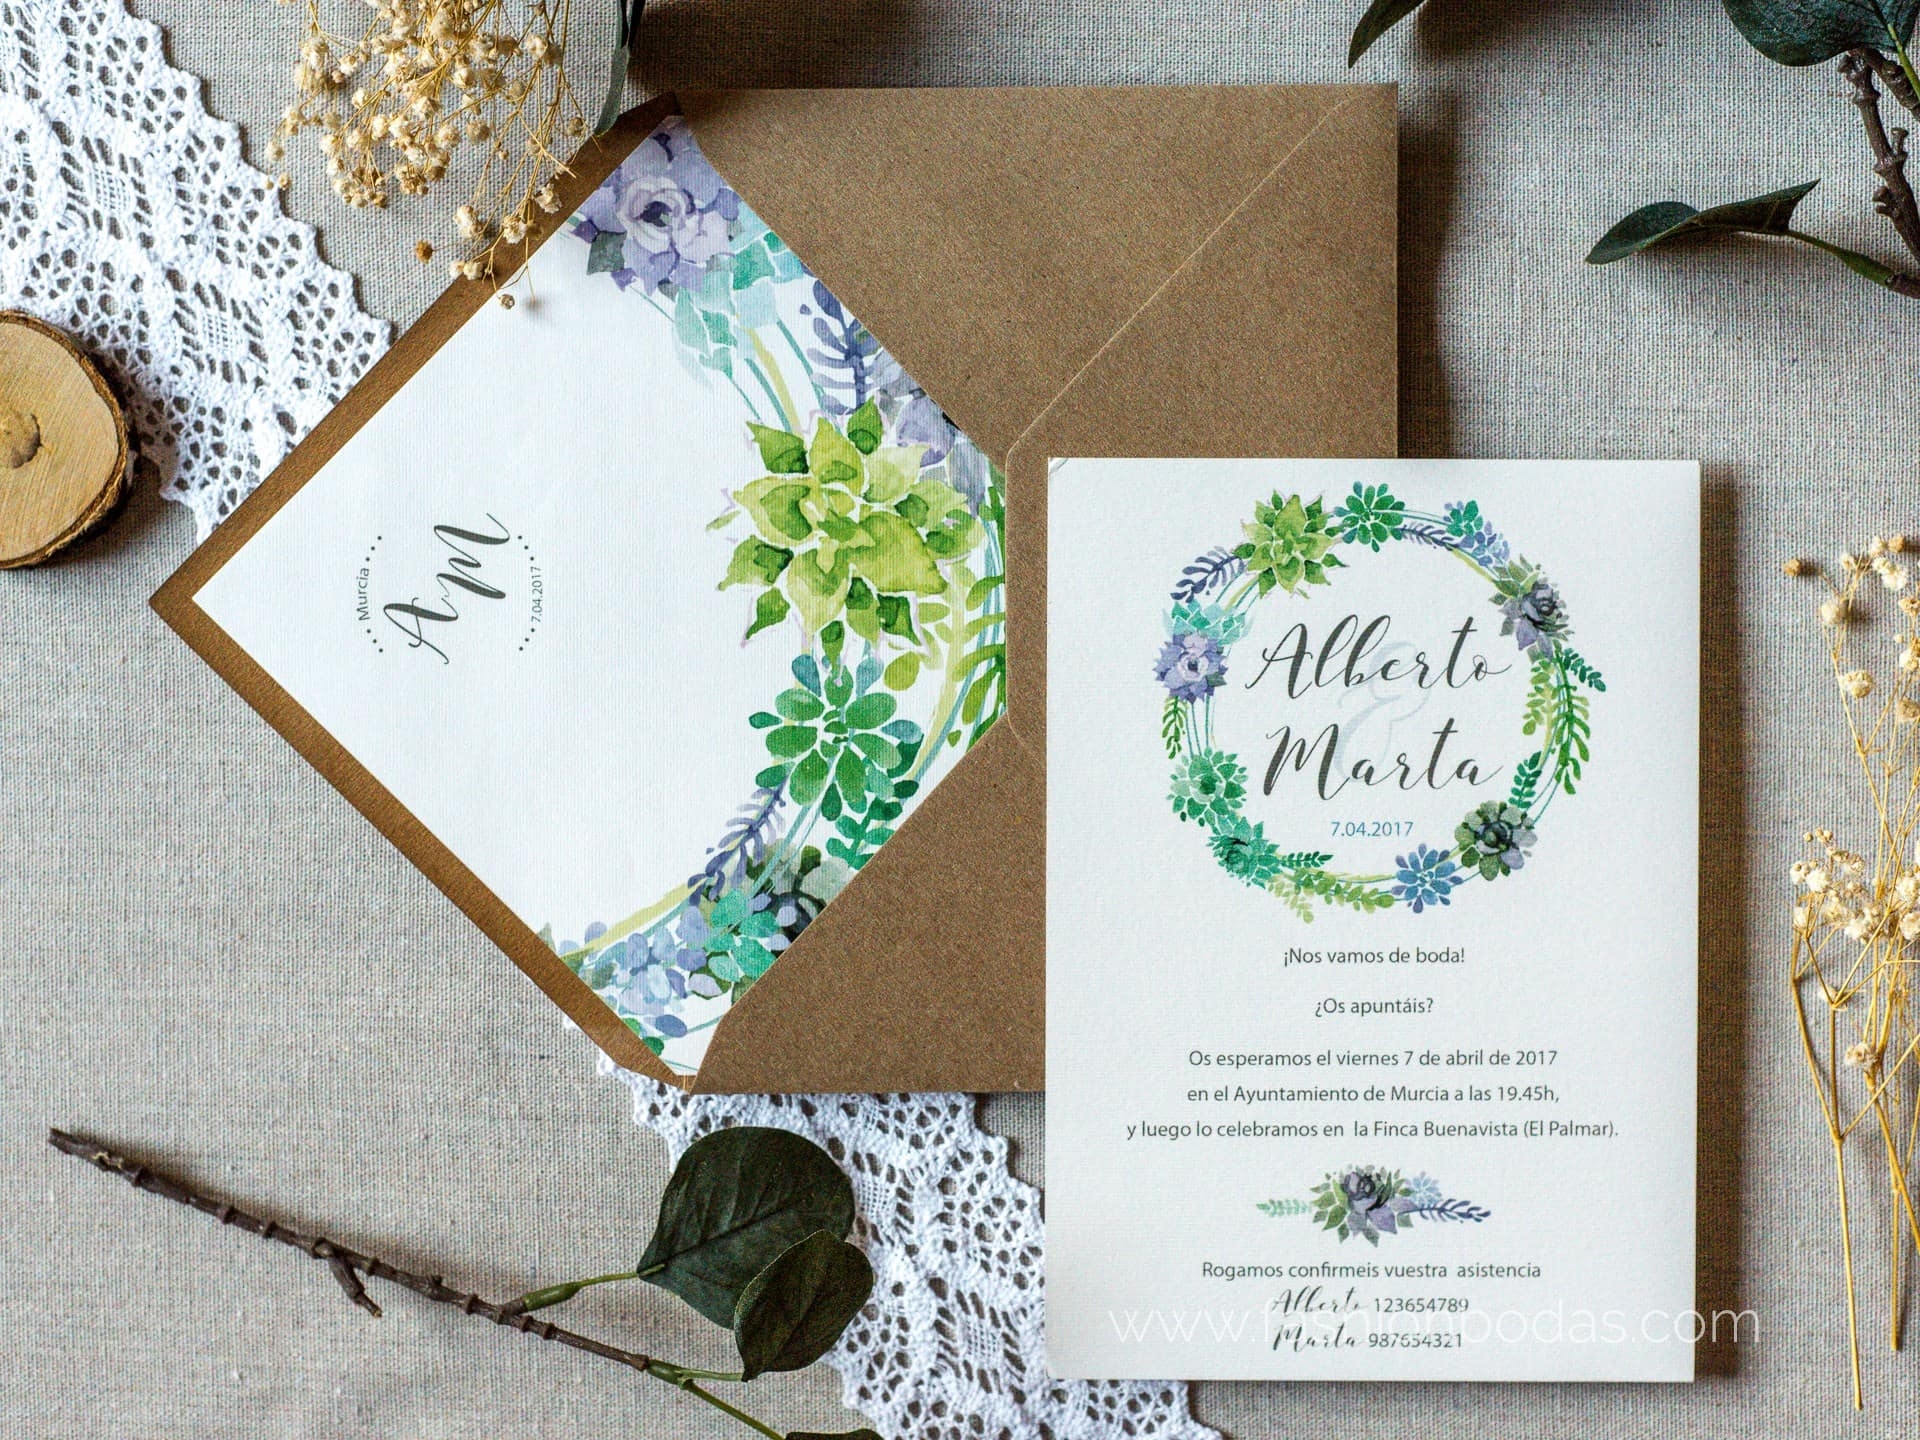 Murcia
AM
7.04.2017
Alberto
&
Marta
7.04.2017
¡Nos vamos de boda!
¿Os apuntáis?
Os esperamos el viernes 7 de abril de 2017
en el Ayuntamiento de Murcia a las 19.45h,
y luego lo celebramos en la Finca Buenavista (El Palmar).
Rogamos confirmeis vuestra asistencia
Alberto 123654789
www.fashionbodas.com
Marta 987654321